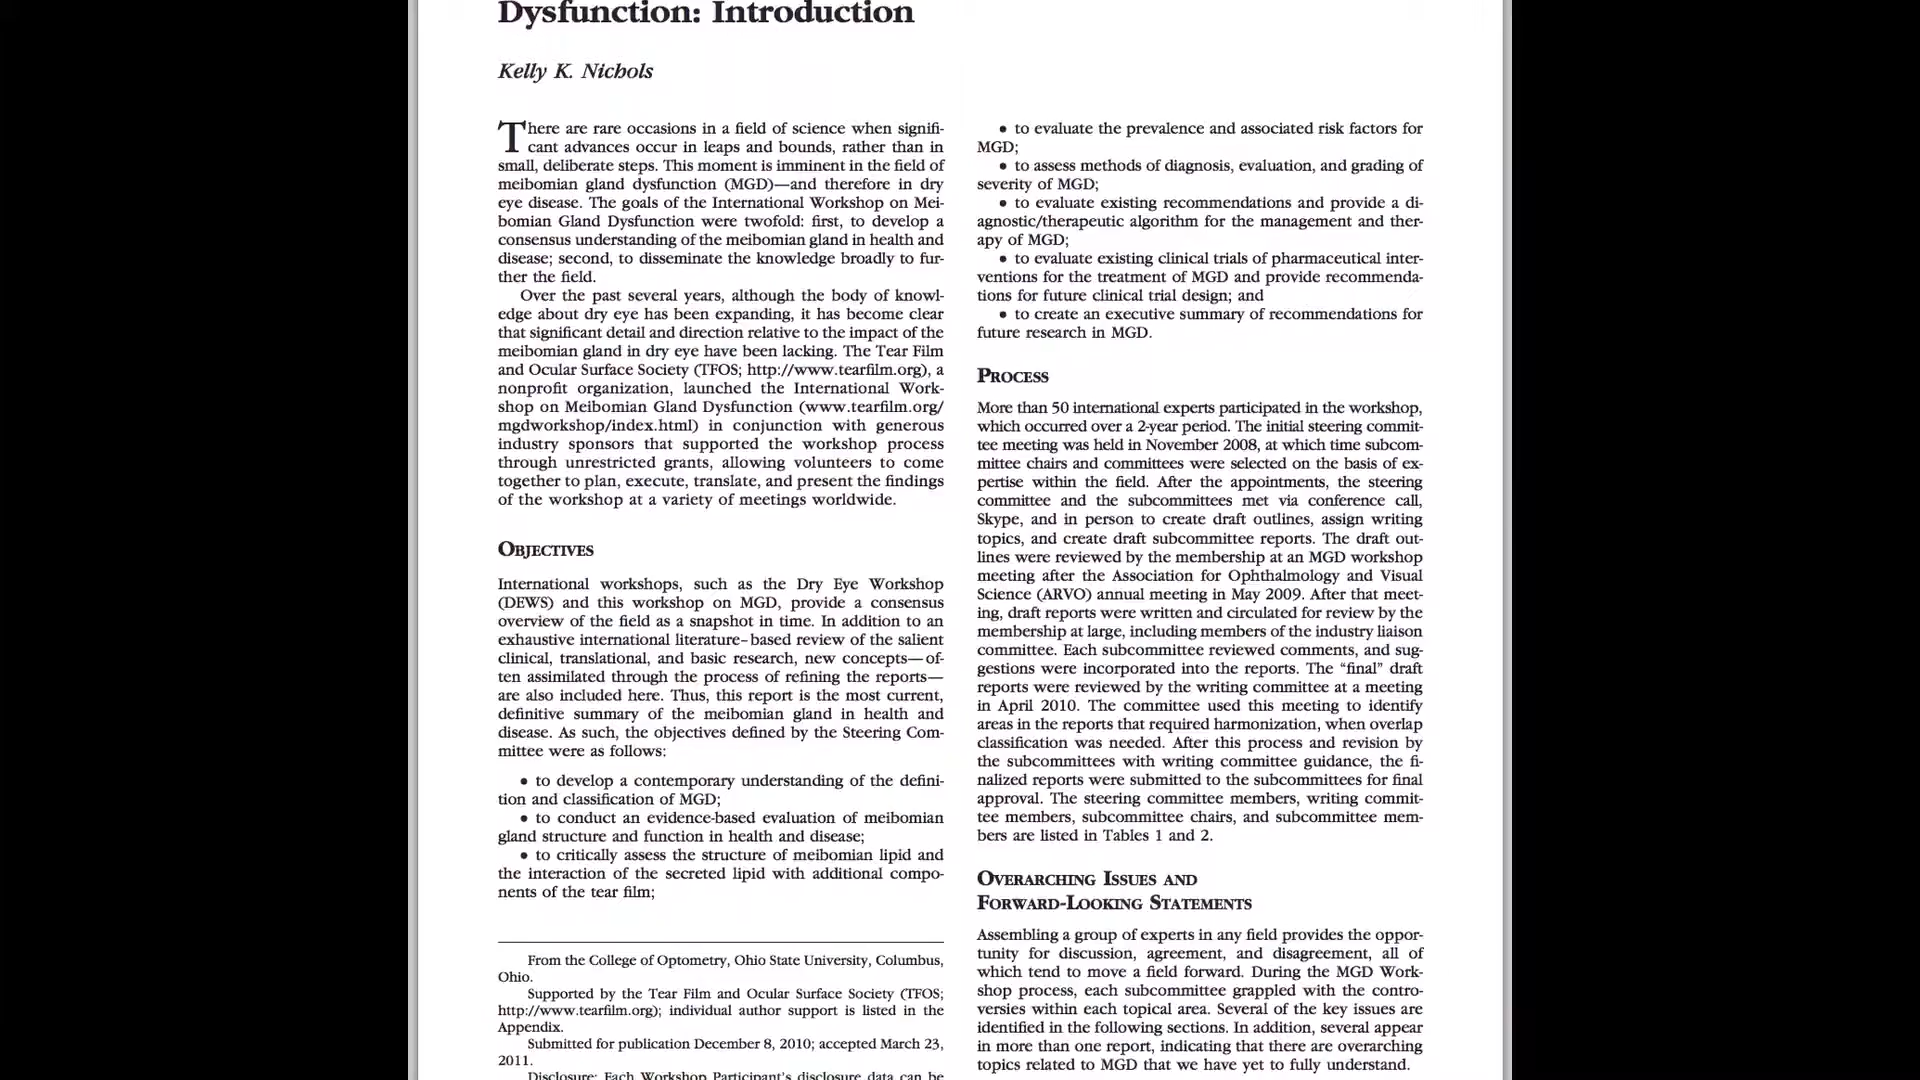 Dysfunction: Introduction
Kelly K. Nichols
There are rare occasions in a field of science when signifi-
cant advances occur in leaps and bounds, rather than in
small, deliberate steps. This moment is imminent in the field of
meibomian gland dysfunction (MGD)—and therefore in dry
eye disease. The goals of the International Workshop on Mei-
bomian Gland Dysfunction were twofold: first, to develop a
consensus understanding of the meibomian gland in health and
disease; second, to disseminate the knowledge broadly to fur-
ther the field.
Over the past several years, although the body of knowl-
edge about dry eye has been expanding, it has become clear
that significant detail and direction relative to the impact of the
meibomian gland in dry eye have been lacking. The Tear Film
and Ocular Surface Society (TFOS; http://www.tearfilm.org), a
nonprofit organization, launched the International Work-
shop on Meibomian Gland Dysfunction (www.tearfilm.org/
mgdworkshop/index.html) in conjunction with generous
industry sponsors that supported the workshop process
through unrestricted grants, allowing volunteers to come
together to plan, execute, translate, and present the findings
of the workshop at a variety of meetings worldwide.
OBJECTIVES
International workshops, such as the Dry Eye Workshop
(DEWS) and this workshop on MGD, provide a consensus
overview of the field as a snapshot in time. In addition to an
exhaustive international literature–based review of the salient
clinical, translational, and basic research, new concepts—of-
ten assimilated through the process of refining the reports—
are also included here. Thus, this report is the most current,
definitive summary of the meibomian gland in health and
disease. As such, the objectives defined by the Steering Com-
mittee were as follows:
• to develop a contemporary understanding of the defini-
tion and classification of MGD;
• to conduct an evidence-based evaluation of meibomian
gland structure and function in health and disease;
• to critically assess the structure of meibomian lipid and
the interaction of the secreted lipid with additional compo-
nents of the tear film;
From the College of Optometry, Ohio State University, Columbus,
Ohio.
Supported by the Tear Film and Ocular Surface Society (TFOS;
http://www.tearfilm.org); individual author support is listed in the
Appendix.
Submitted for publication December 8, 2010; accepted March 23,
2011.
Disclosure: Each Workshop Participant's disclosure data can be
• to evaluate the prevalence and associated risk factors for
MGD;
• to assess methods of diagnosis, evaluation, and grading of
severity of MGD;
• to evaluate existing recommendations and provide a di-
agnostic/therapeutic algorithm for the management and ther-
apy of MGD;
• to evaluate existing clinical trials of pharmaceutical inter-
ventions for the treatment of MGD and provide recommenda-
tions for future clinical trial design; and
• to create an executive summary of recommendations for
future research in MGD.
PROCESS
More than 50 international experts participated in the workshop,
which occurred over a 2-year period. The initial steering commit-
tee meeting was held in November 2008, at which time subcom-
mittee chairs and committees were selected on the basis of ex-
pertise within the field. After the appointments, the steering
committee and the subcommittees met via conference call,
Skype, and in person to create draft outlines, assign writing
topics, and create draft subcommittee reports. The draft out-
lines were reviewed by the membership at an MGD workshop
meeting after the Association for Ophthalmology and Visual
Science (ARVO) annual meeting in May 2009. After that meet-
ing, draft reports were written and circulated for review by the
membership at large, including members of the industry liaison
committee. Each subcommittee reviewed comments, and sug-
gestions were incorporated into the reports. The “final” draft
reports were reviewed by the writing committee at a meeting
in April 2010. The committee used this meeting to identify
areas in the reports that required harmonization, when overlap
classification was needed. After this process and revision by
the subcommittees with writing committee guidance, the fi-
nalized reports were submitted to the subcommittees for final
approval. The steering committee members, writing commit-
tee members, subcommittee chairs, and subcommittee mem-
bers are listed in Tables 1 and 2.
OVERARCHING ISSUES AND
FORWARD-LOOKING STATEMENTS
Assembling a group of experts in any field provides the oppor-
tunity for discussion, agreement, and disagreement, all of
which tend to move a field forward. During the MGD Work-
shop process, each subcommittee grappled with the contro-
versies within each topical area. Several of the key issues are
identified in the following sections. In addition, several appear
in more than one report, indicating that there are overarching
topics related to MGD that we have yet to fully understand.